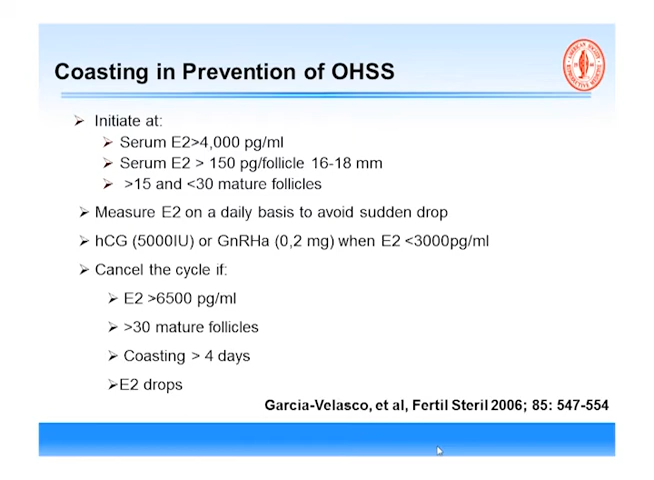 Coasting in Prevention of OHSS
Initiate at:
Serum E2>4,000 pg/ml
Serum E2 > 150 pg/follicle 16-18 mm
>15 and <30 mature follicles
Measure E2 on a daily basis to avoid sudden drop
hCG (5000IU) or GnRHa (0,2 mg) when E2 <3000pg/ml
Cancel the cycle if:
E2 >6500 pg/ml
>30 mature follicles
Coasting > 4 days
E2 drops
Garcia-Velasco, et al, Fertil Steril 2006; 85: 547-554